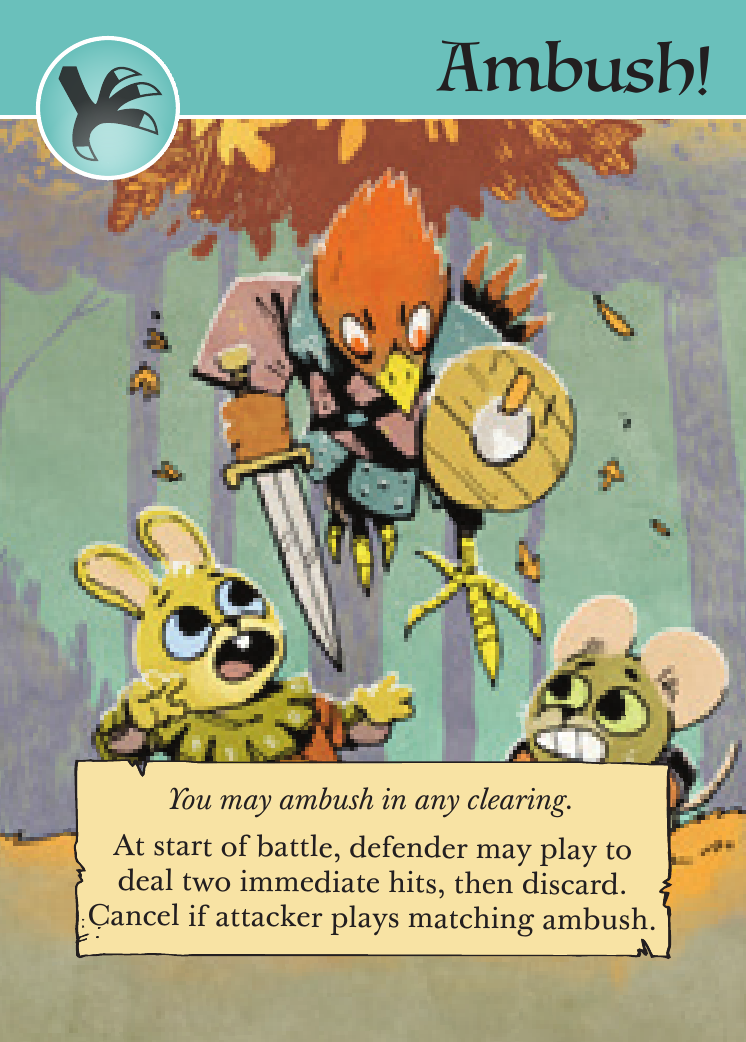 Ambush!
You may ambush in any clearing.
At start of battle, defender may play to
deal two immediate hits, then discard.
Cancel if attacker plays matching ambush.